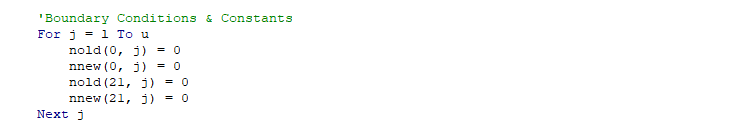 'Boundary Conditions & Constants
For j = 1 To u
    nold(0, j) = 0
    nnew(0, j) = 0
    nold(21, j) = 0
    nnew(21, j) = 0
Next j